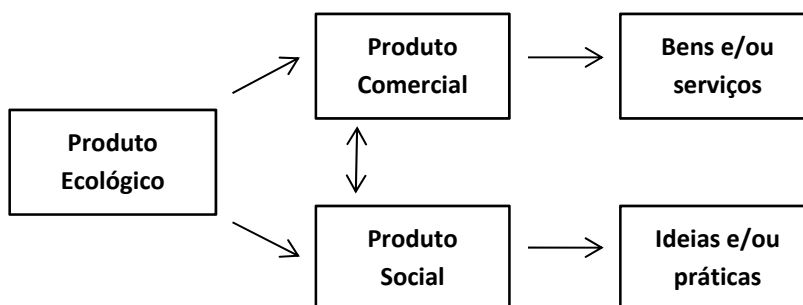 Produto
Comercial
Bens e/ou
serviços
Produto
Ecológico
Produto
Social
Ideias e/ou
práticas